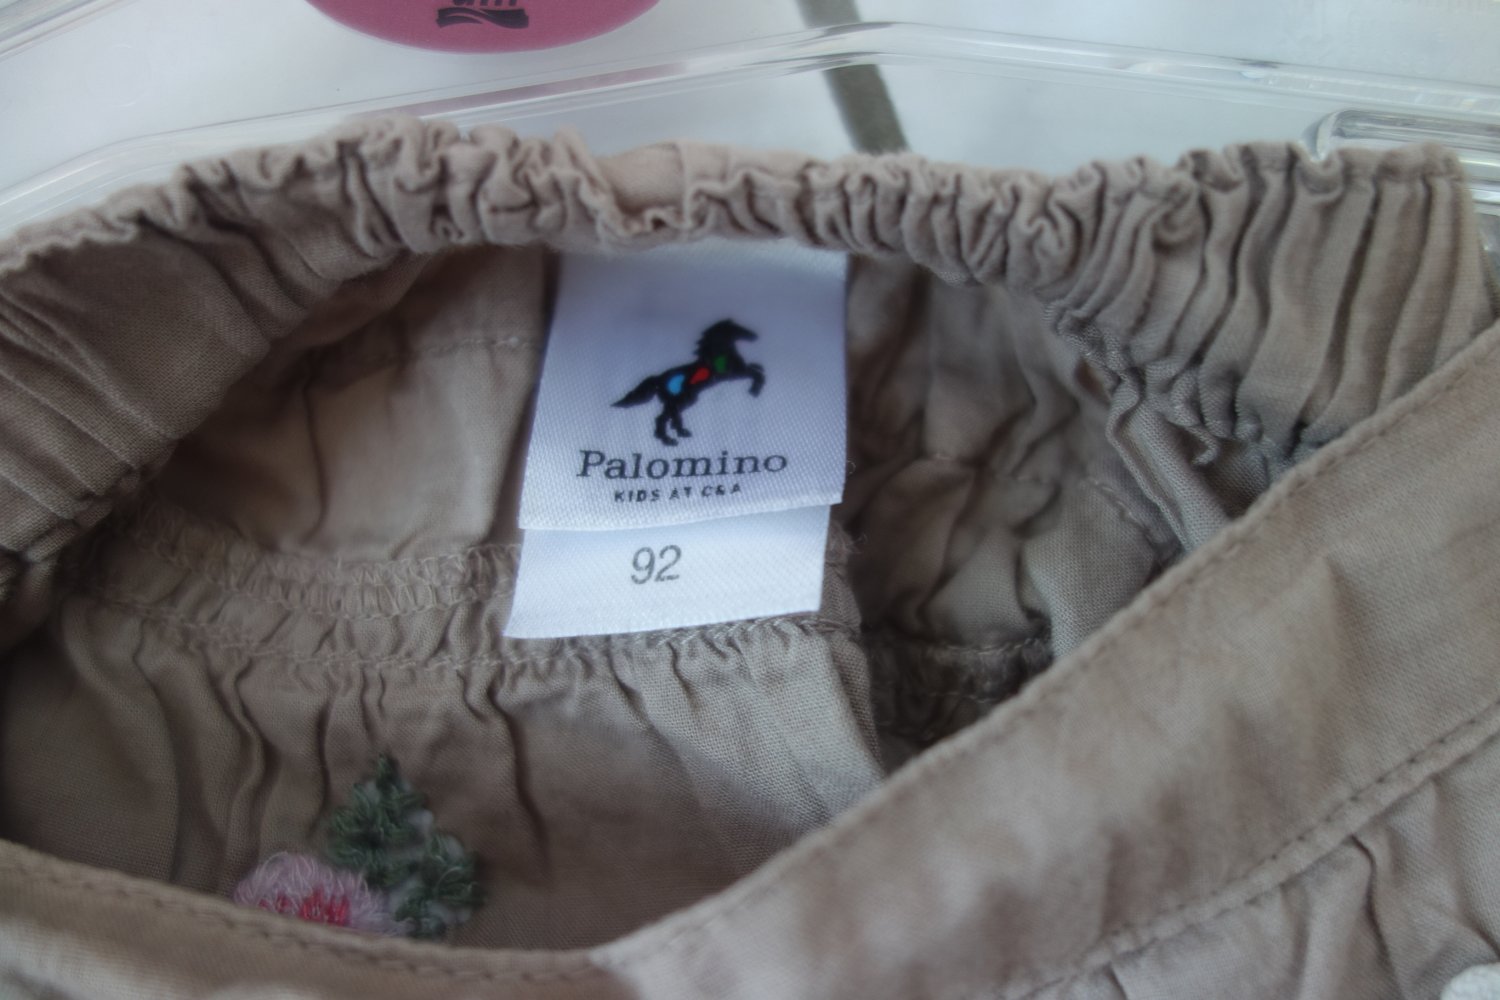 Palomino
KIDS AT C&A
92